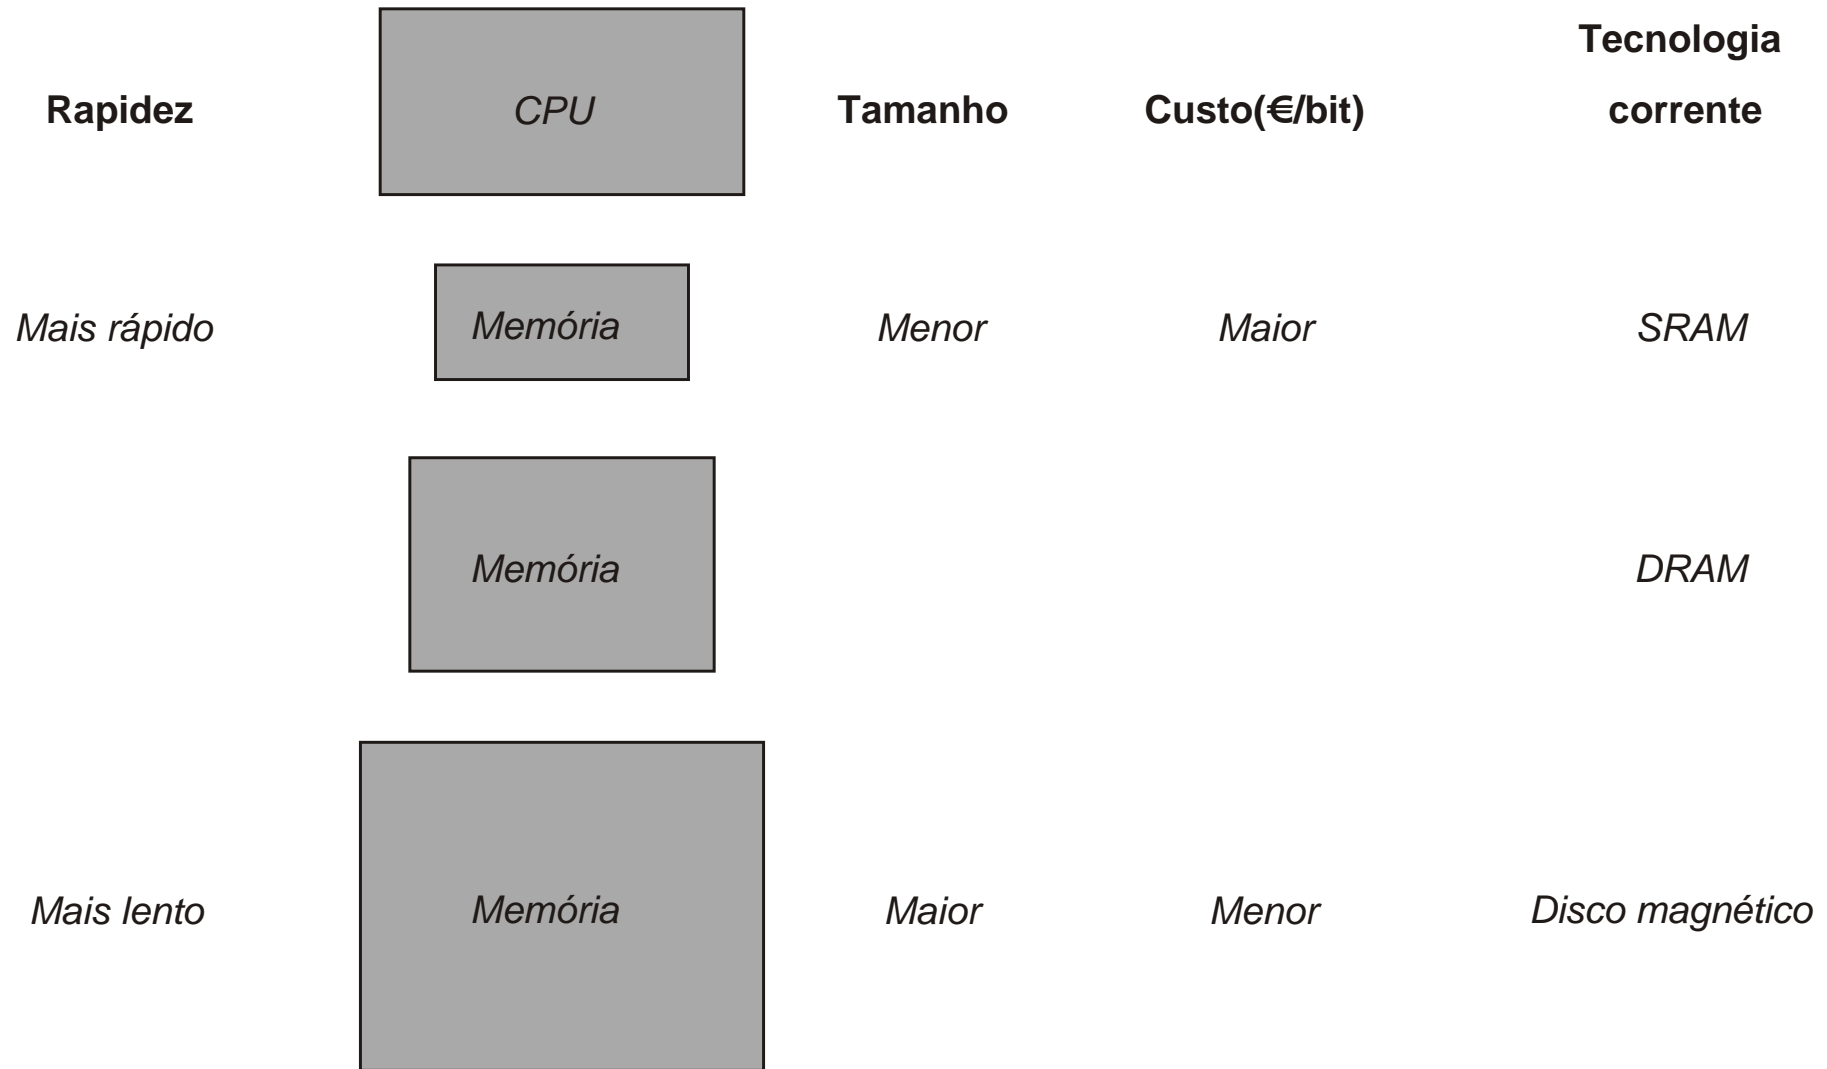 Tecnologia
Rapidez CPU Tamanho Custo(€/bit) corrente
Mais rápido Memória Menor Maior SRAM
Memória DRAM
Mais lento Memória Maior Menor Disco magnético